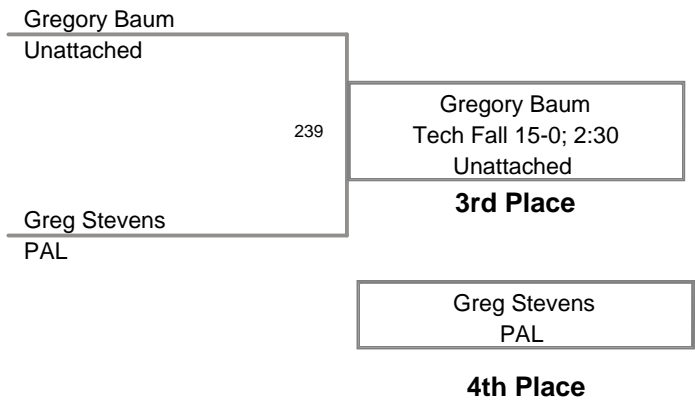 Gregory Baum
Unattached
239
Gregory Baum
Tech Fall 15-0; 2:30
Unattached
3rd Place
Greg Stevens
PAL
Greg Stevens
PAL
4th Place